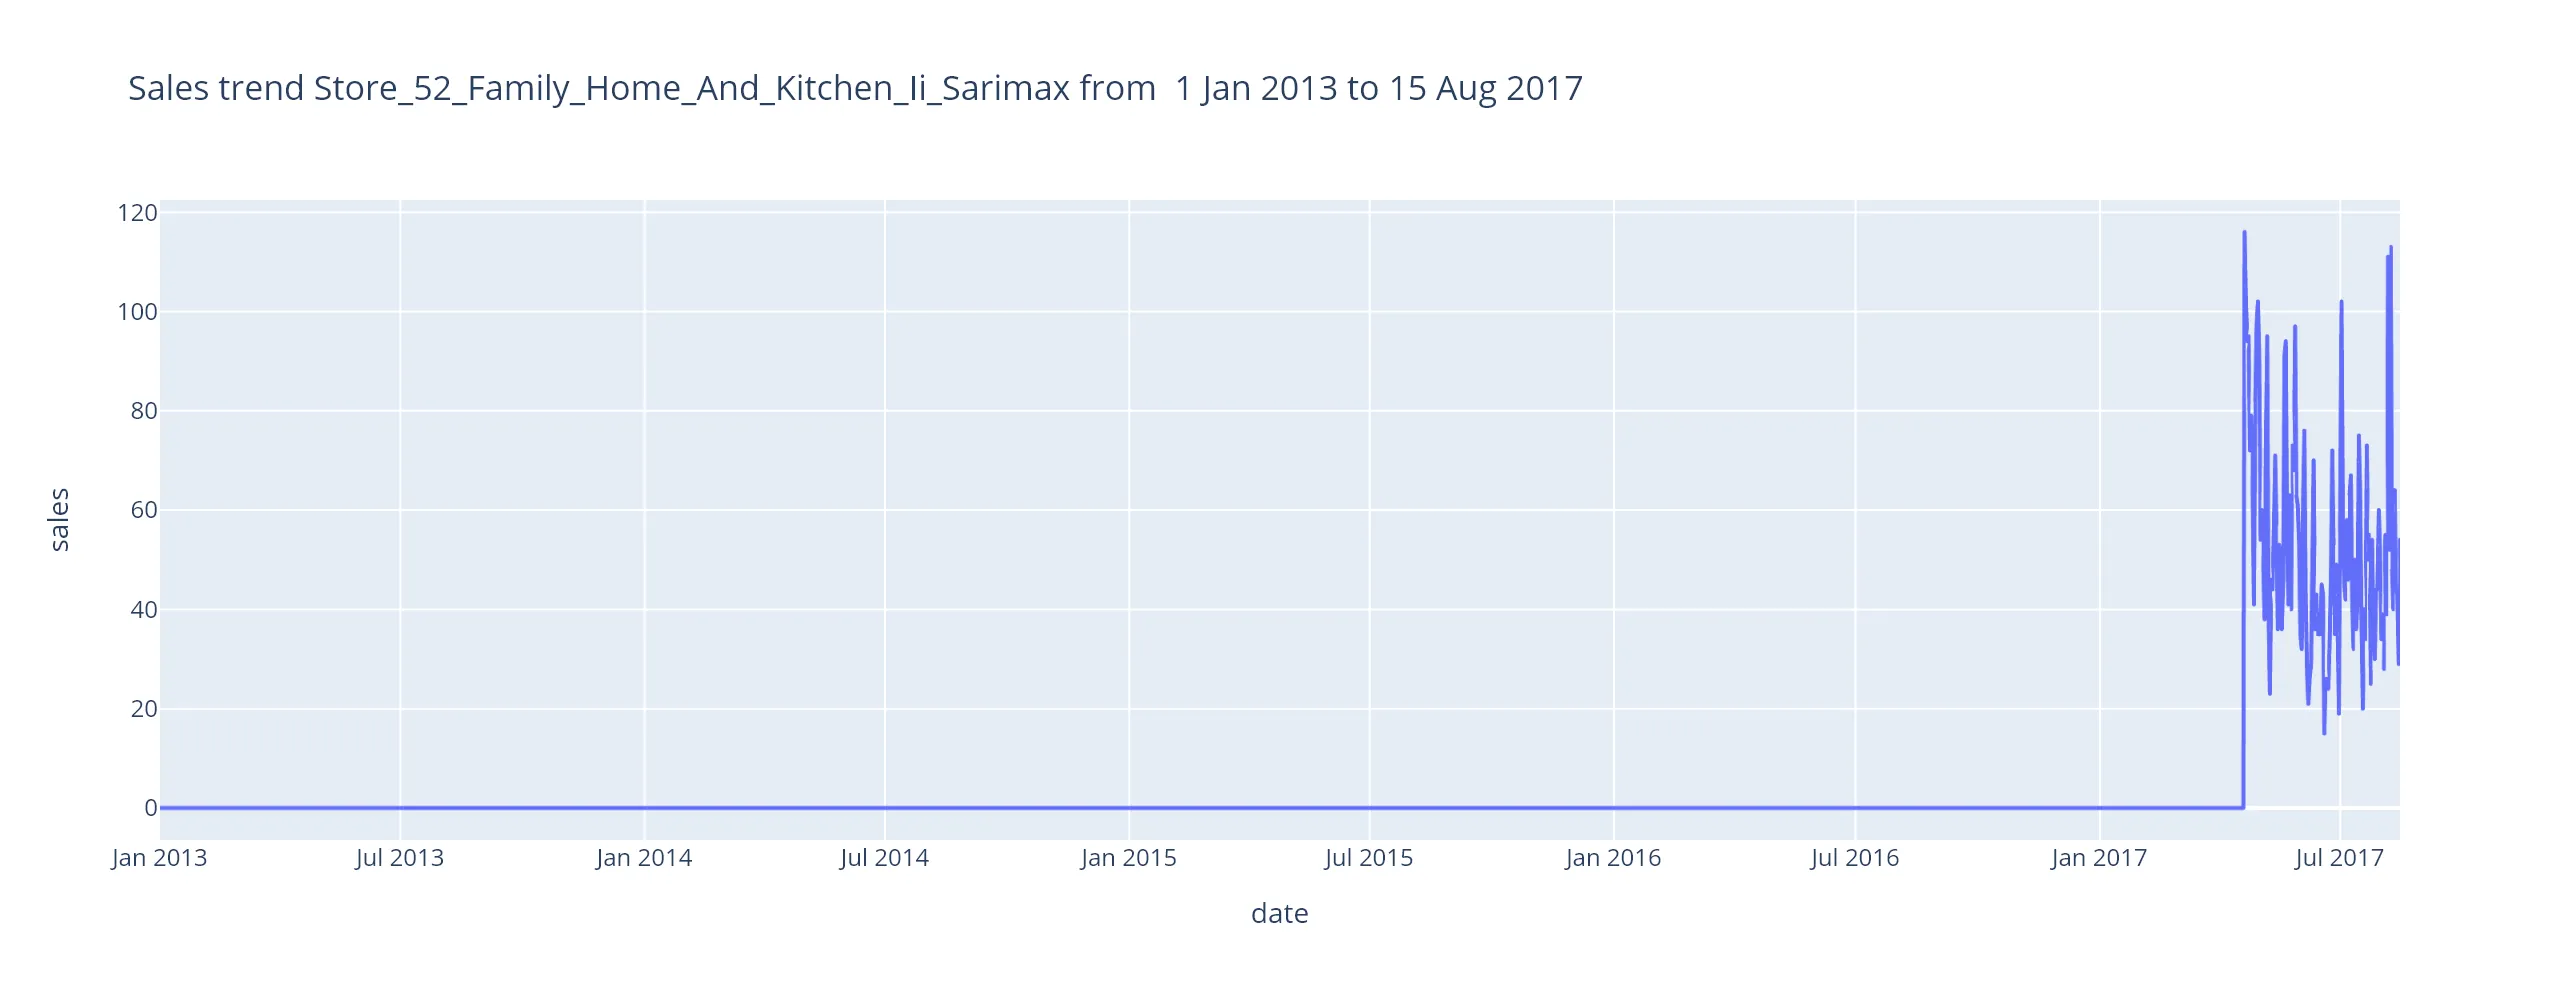 Sales trend Store_52_Family_Home_And_Kitchen_Ii_Sarimax from  1 Jan 2013 to 15 Aug 2017
120
100
80
60
40
20
0
sales
Jan 2013 Jul 2013 Jan 2014 Jul 2014 Jan 2015 Jul 2015 Jan 2016 Jul 2016 Jan 2017 Jul 2017
date